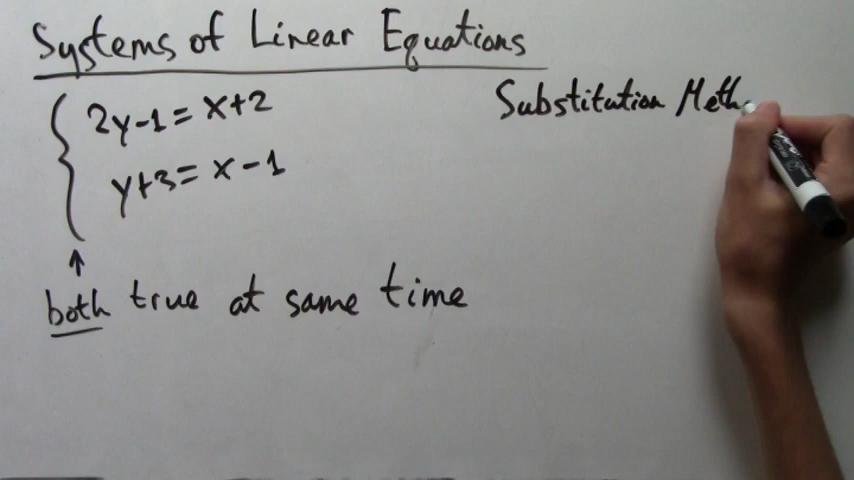 Systems of Linear Equations
2y-1=x+2
y+3=x-1
↑
both true at same time
Substitution Meth